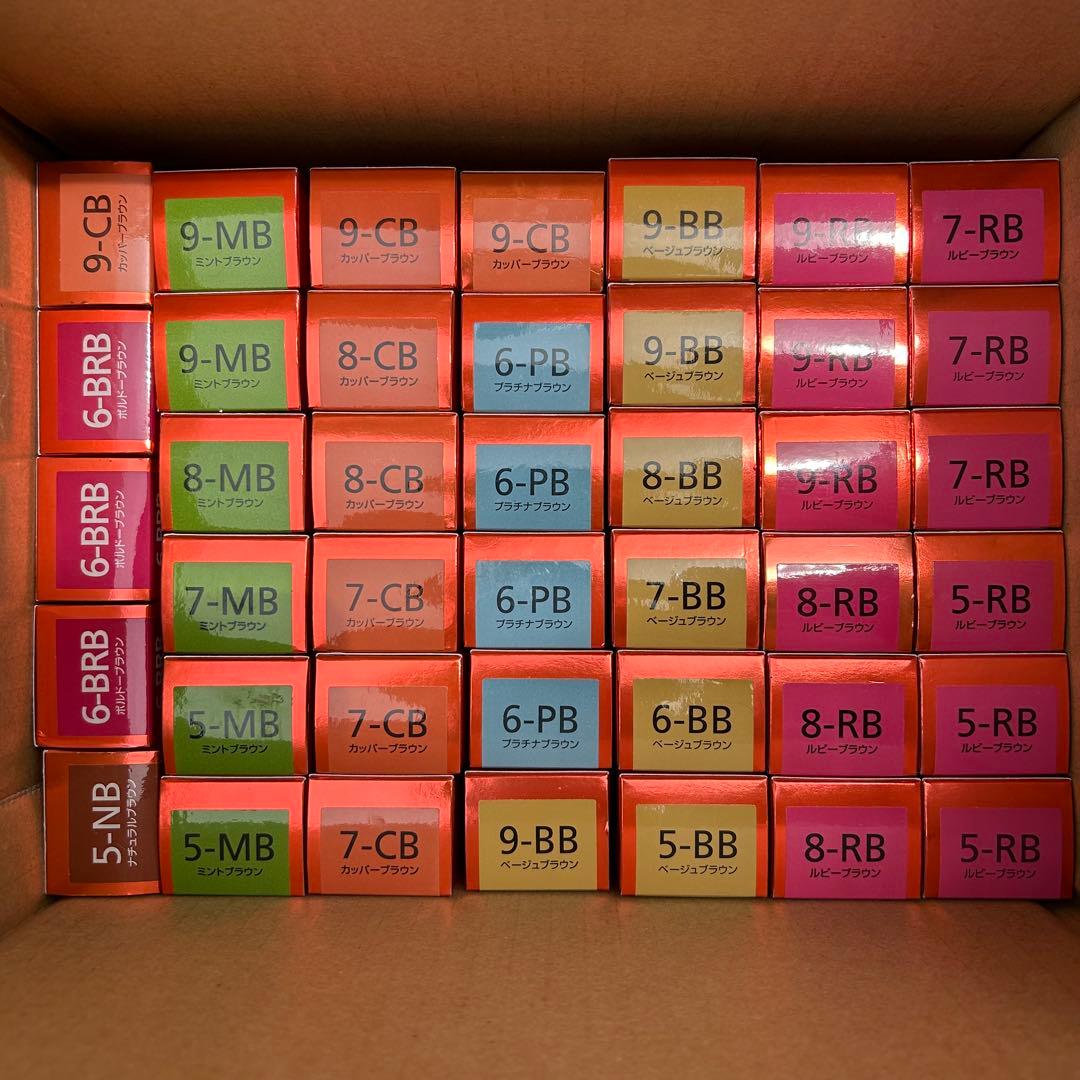 9-CB
カッパーブラウン
6-BRB
ボルドーブラウン
6-BRB
ボルドーブラウン
6-BRB
ボルドーブラウン
5-NB
ナチュラルブラウン
9-MB
ミントブラウン
9-MB
ミントブラウン
8-MB
ミントブラウン
7-MB
ミントブラウン
5-MB
ミントブラウン
5-MB
ミントブラウン
9-CB
カッパーブラウン
8-CB
カッパーブラウン
8-CB
カッパーブラウン
7-CB
カッパーブラウン
7-CB
カッパーブラウン
7-CB
カッパーブラウン
9-CB
カッパーブラウン
6-PB
プラチナブラウン
6-PB
プラチナブラウン
6-PB
プラチナブラウン
6-PB
プラチナブラウン
9-BB
ベージュブラウン
9-BB
ベージュブラウン
9-BB
ベージュブラウン
8-BB
ベージュブラウン
7-BB
ベージュブラウン
6-BB
ベージュブラウン
5-BB
ベージュブラウン
9-RB
ルビーブラウン
9-RB
ルビーブラウン
9-RB
ルビーブラウン
8-RB
ルビーブラウン
8-RB
ルビーブラウン
8-RB
ルビーブラウン
7-RB
ルビーブラウン
7-RB
ルビーブラウン
7-RB
ルビーブラウン
5-RB
ルビーブラウン
5-RB
ルビーブラウン
5-RB
ルビーブラウン